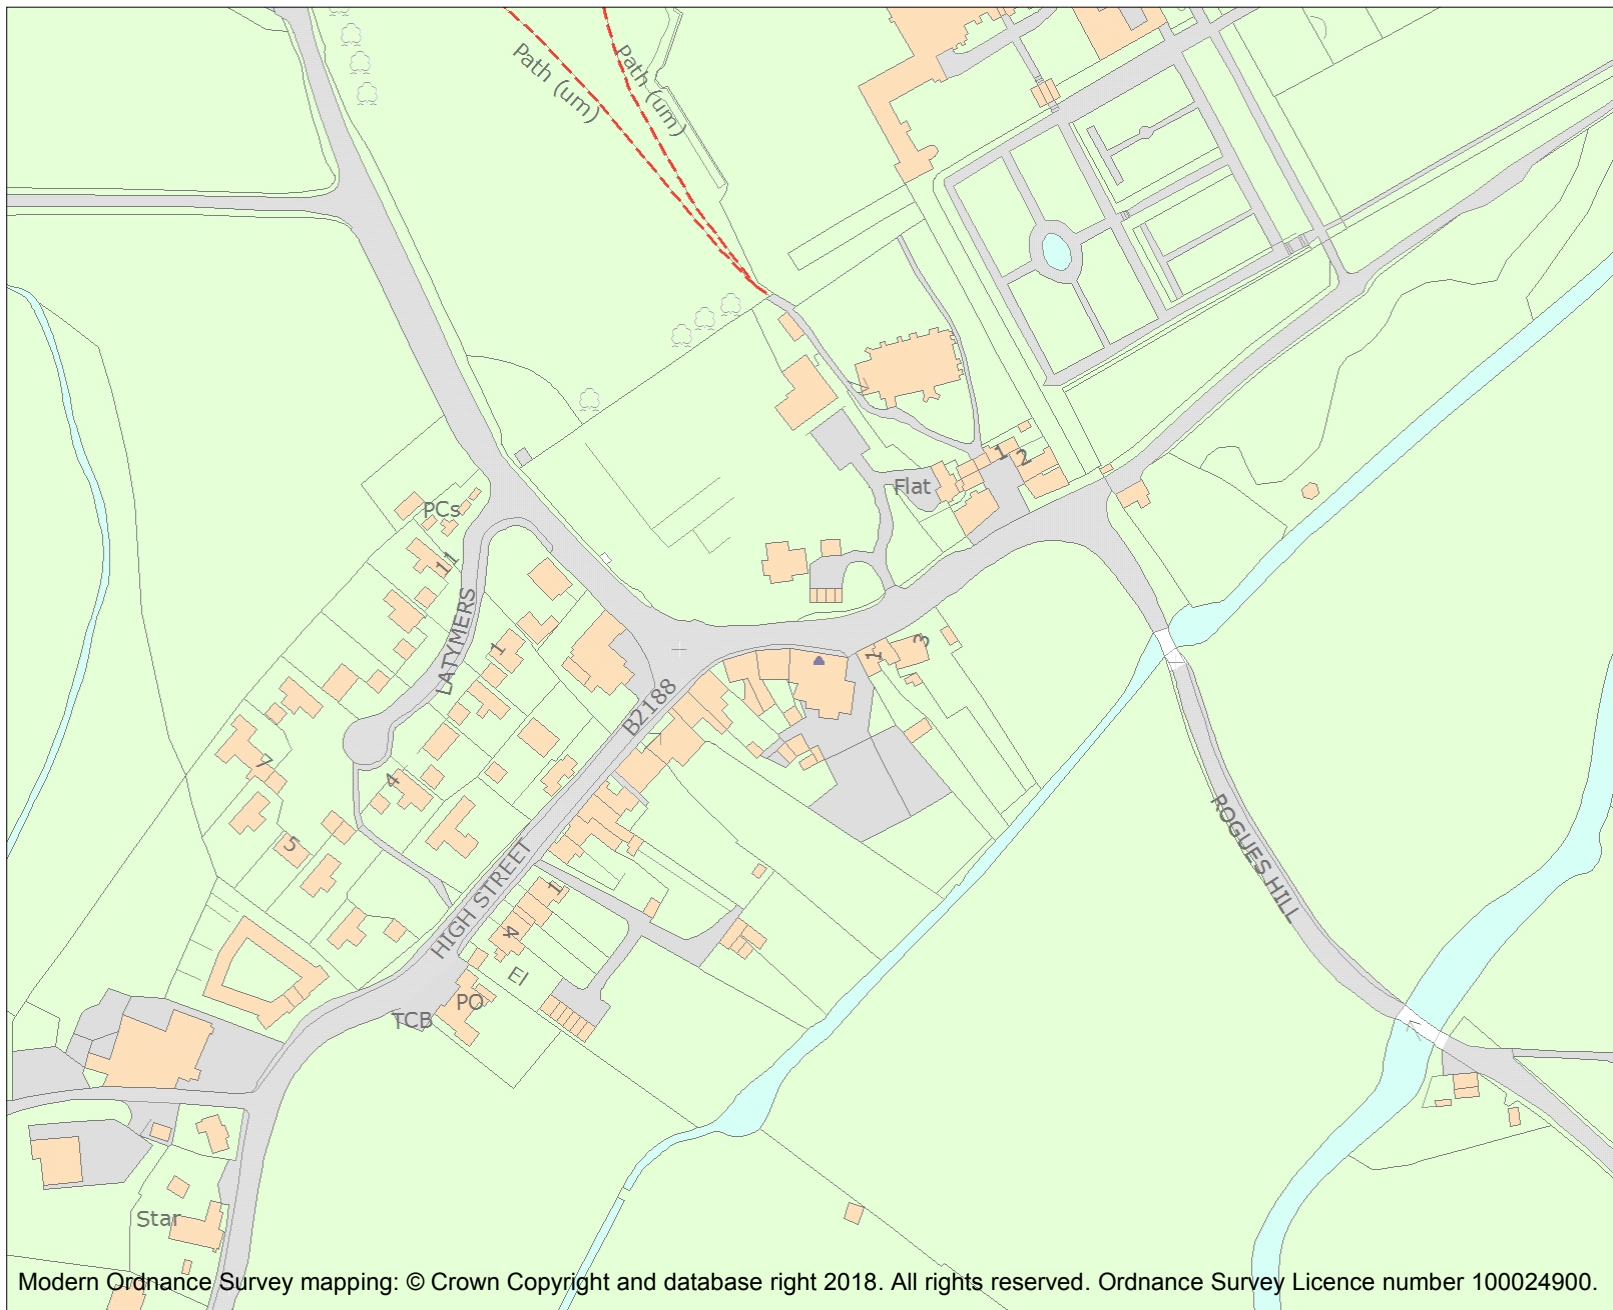 Path (um)
Path (um)
1
2
Flat
PCs
11
LATYMERS
1
1
3
B2188
7
4
5
ROGUES HILL
HIGH STREET
1
4
El
PO
TCB
Star
Modern Ordnance Survey mapping: © Crown Copyright and database right 2018. All rights reserved. Ordnance Survey Licence number 100024900.